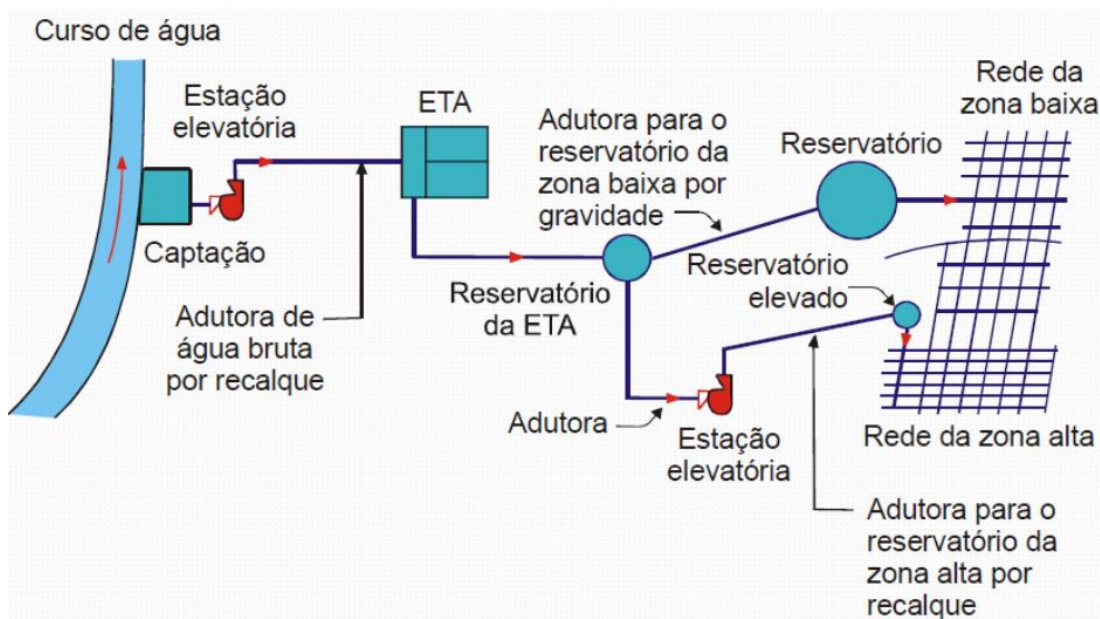 Curso de água
Estação
elevatória
ETA
Adutora para o
reservatório da
zona baixa por
gravidade
Reservatório
Rede da
zona baixa
Captação
Adutora de
água bruta
por recalque
Reservatório
da ETA
Reservatório
elevado
Adutora
Estação
elevatória
Rede da zona alta
Adutora para o
reservatório da
zona alta por
recalque